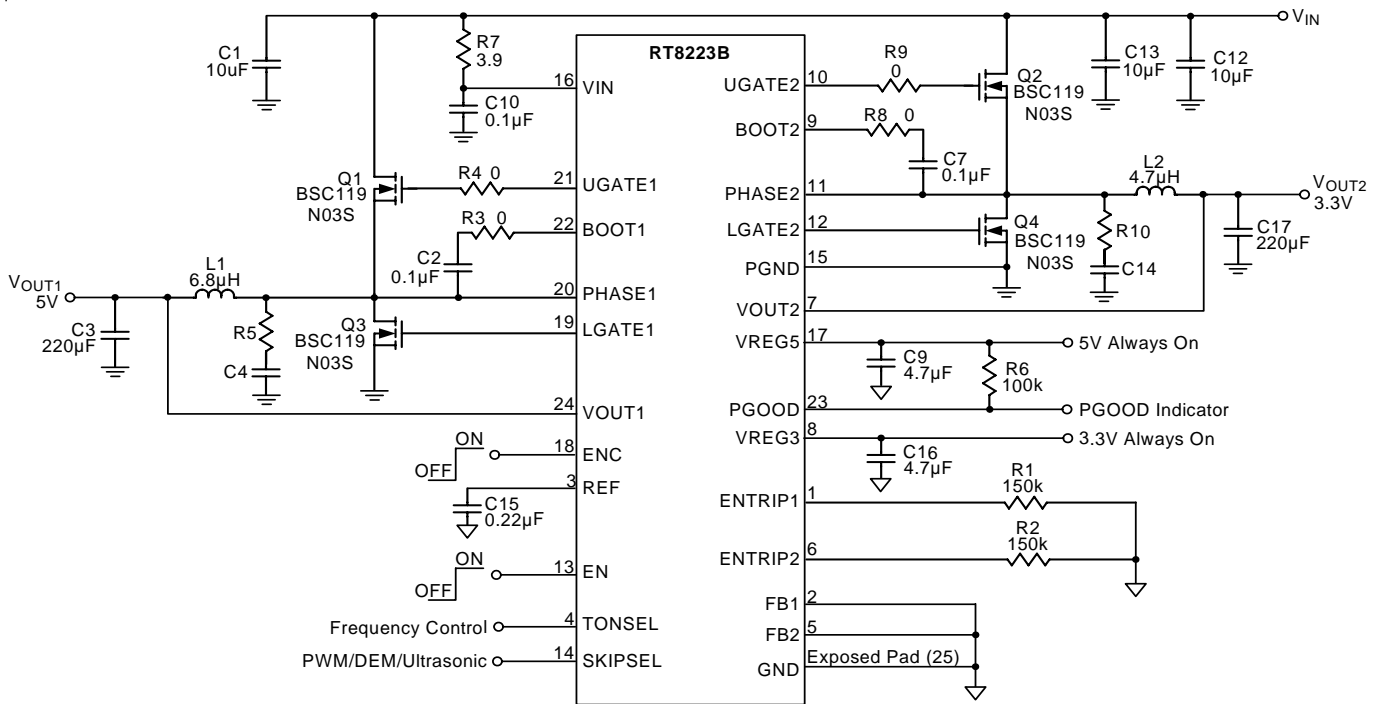 VIN
C1
10uF
R7
3.9
16
VIN
C10
0.1µF
RT8223B
UGATE2
10
R9
0
Q2
BSC119
N03S
C13
10µF
C12
10µF
BOOT2
9
R8 0
C7
0.1µF
Q1
BSC119
N03S
R4 0
21
UGATE1
PHASE2
11
L2
4.7µH
VOUT2
3.3V
R3 0
22
BOOT1
LGATE2
12
Q4
BSC119
N03S
R10
C17
220µF
C2
0.1µF
PGND
15
C14
VOUT1
5V
L1
6.8µH
20
PHASE1
VOUT2
7
C3
220µF
R5
C4
Q3
BSC119
N03S
19
LGATE1
VREG5
17
5V Always On
C9
4.7µF
R6
100k
24
VOUT1
PGOOD
23
PGOOD Indicator
VREG3
8
3.3V Always On
ON
OFF
18
ENC
C16
4.7µF
3
REF
C15
0.22µF
ENTRIP1
1
R1
150k
ENTRIP2
6
R2
150k
ON
OFF
13
EN
FB1
2
Frequency Control
4
TONSEL
FB2
5
PWM/DEM/Ultrasonic
14
SKIPSEL
GND
Exposed Pad (25)